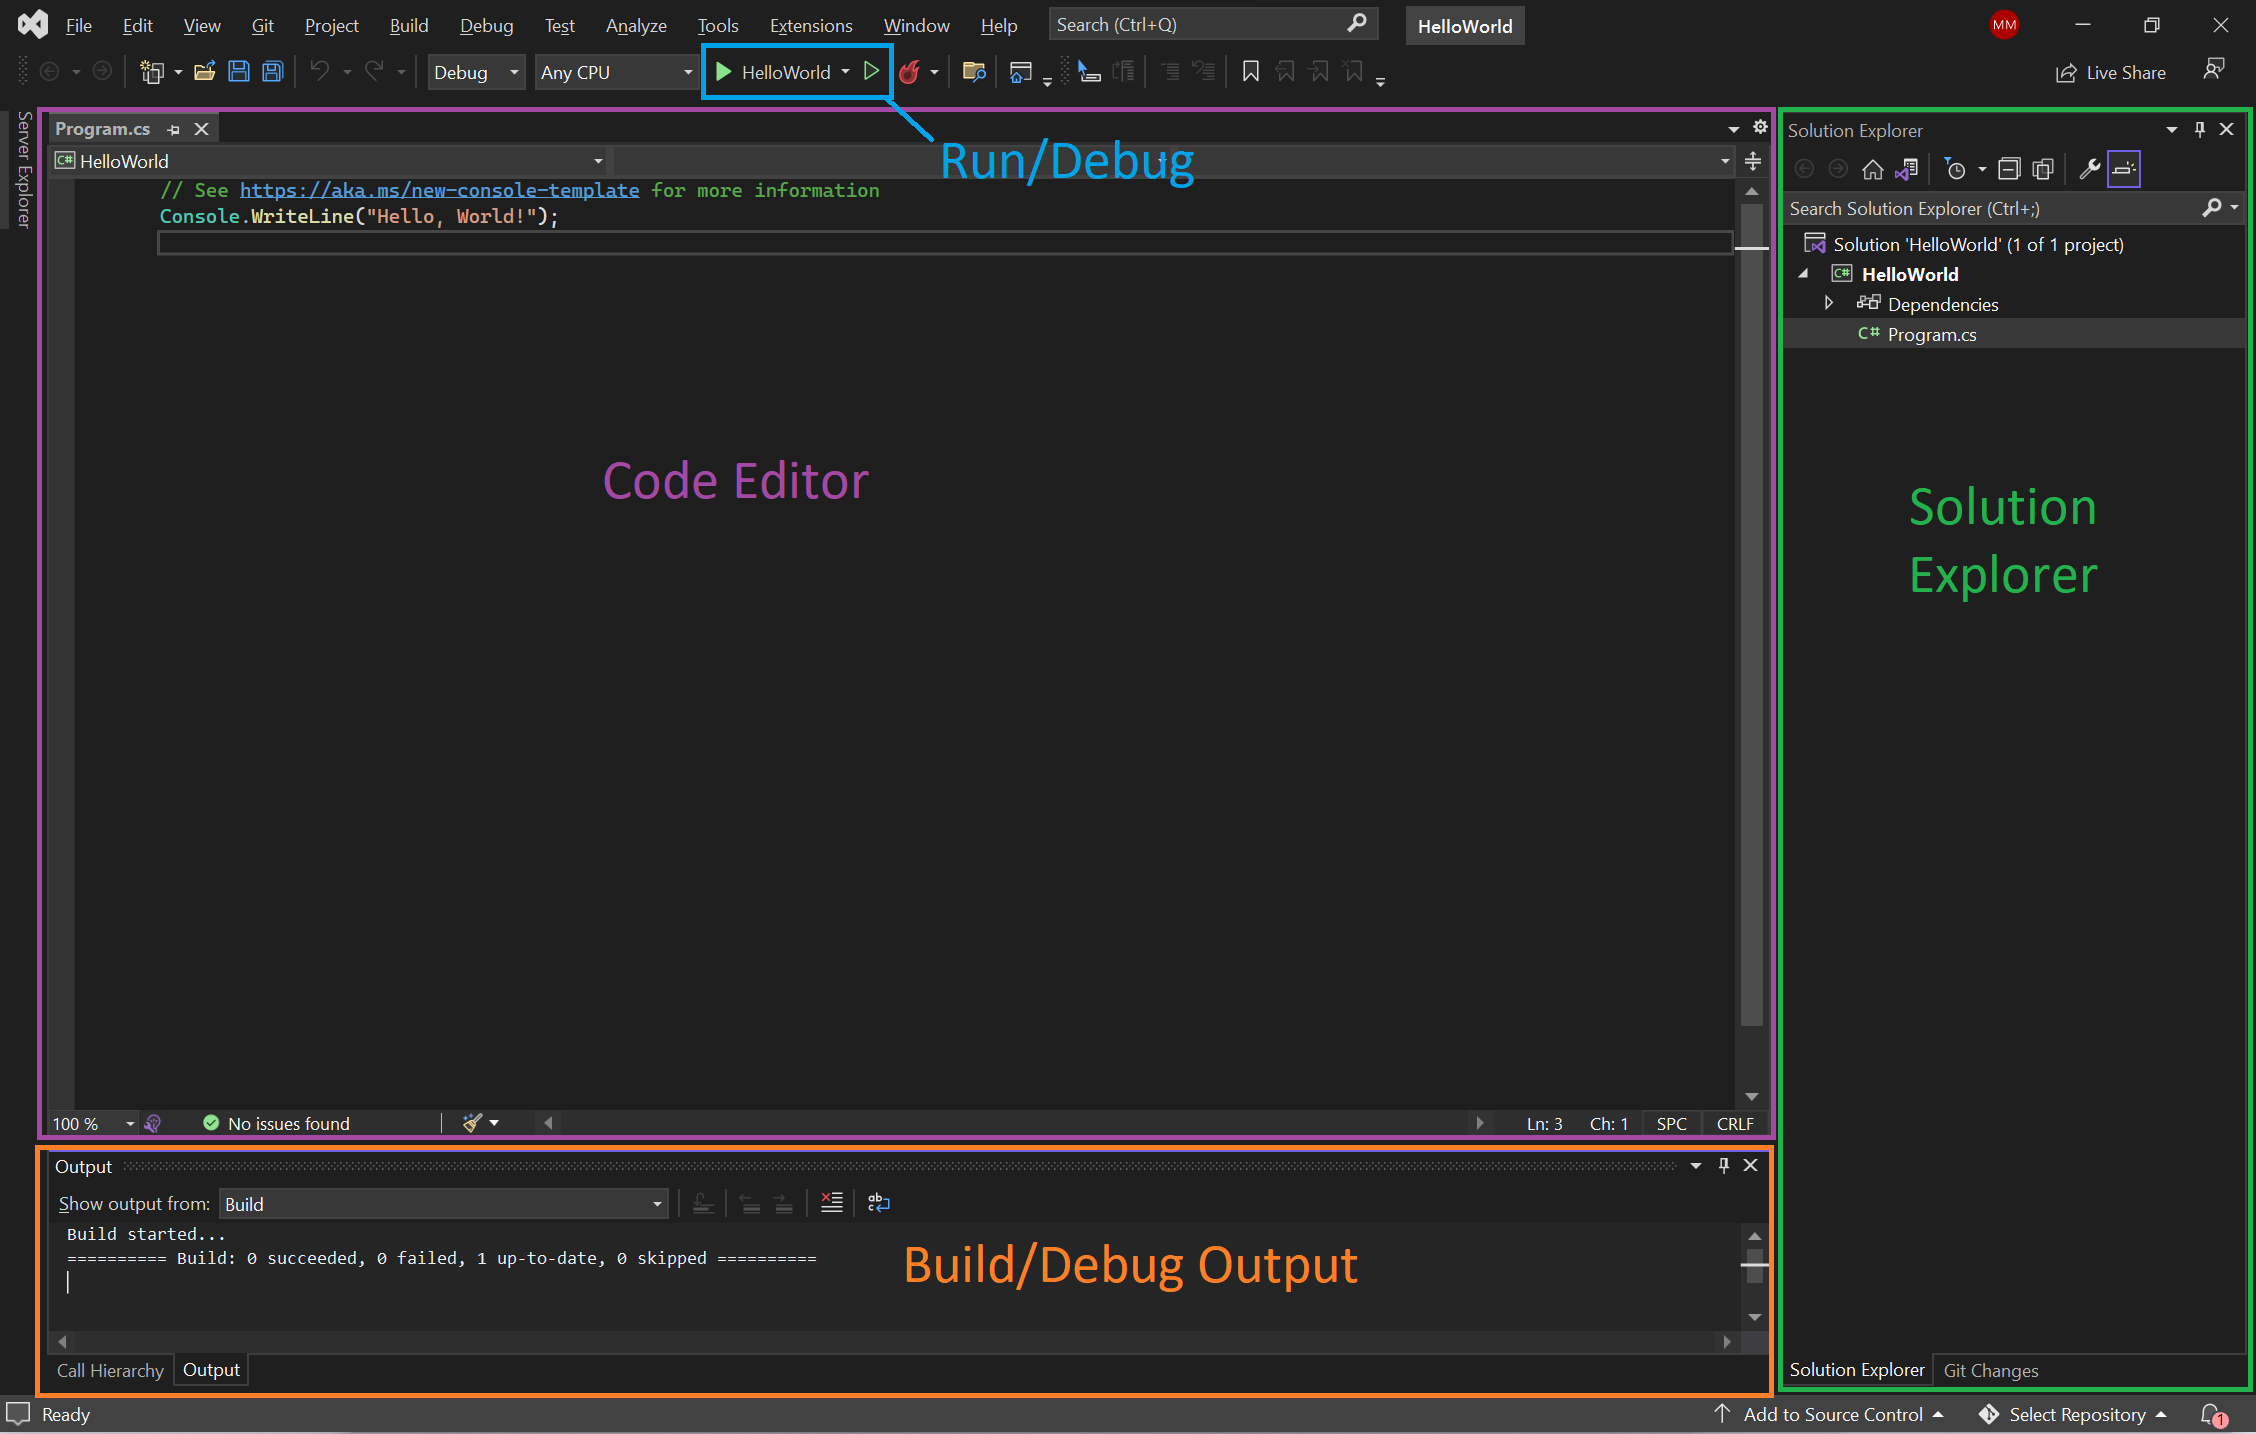 File Edit View Git Project Build Debug Test Analyze Tools Extensions Window Help Search (Ctrl+Q) HelloWorld MM
Debug Any CPU HelloWorld Live Share
Server Explorer
Program.cs
C# HelloWorld
Run/Debug
// See https://aka.ms/new-console-template for more information
Console.WriteLine("Hello, World!");
Code Editor
100 % No issues found Ln: 3 Ch: 1 SPC CRLF
Output
Show output from: Build
Build started...
========== Build: 0 succeeded, 0 failed, 1 up-to-date, 0 skipped ==========
Build/Debug Output
Call Hierarchy Output
Solution Explorer
Search Solution Explorer (Ctrl+;)
Solution 'HelloWorld' (1 of 1 project)
C# HelloWorld
Dependencies
C# Program.cs
Solution
Explorer
Solution Explorer Git Changes
Ready Add to Source Control Select Repository 1